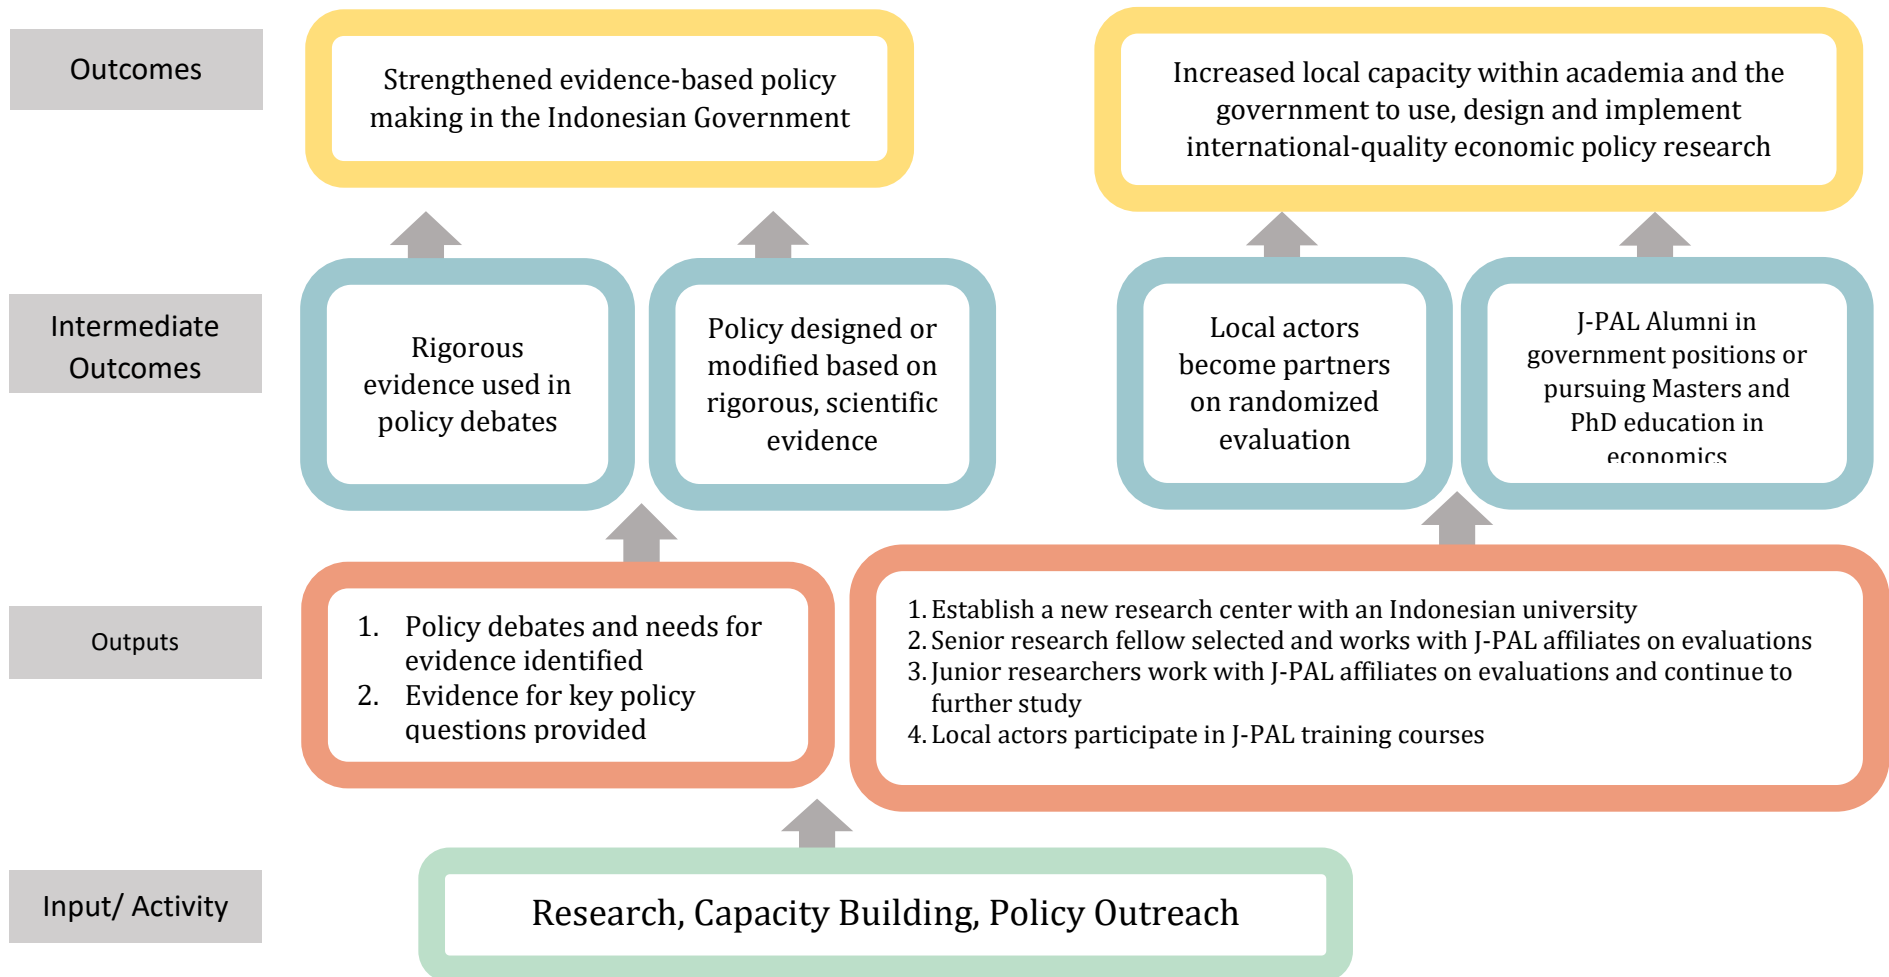 Outcomes
Strengthened evidence-based policy
making in the Indonesian Government
Increased local capacity within academia and the
government to use, design and implement
international-quality economic policy research
Intermediate
Outcomes
Rigorous
evidence used in
policy debates
Policy designed or
modified based on
rigorous, scientific
evidence
Local actors
become partners
on randomized
evaluation
J-PAL Alumni in
government positions or
pursuing Masters and
PhD education in
economics
Outputs
1. Policy debates and needs for
evidence identified
2. Evidence for key policy
questions provided
1. Establish a new research center with an Indonesian university
2. Senior research fellow selected and works with J-PAL affiliates on evaluations
3. Junior researchers work with J-PAL affiliates on evaluations and continue to
further study
4. Local actors participate in J-PAL training courses
Input/ Activity
Research, Capacity Building, Policy Outreach